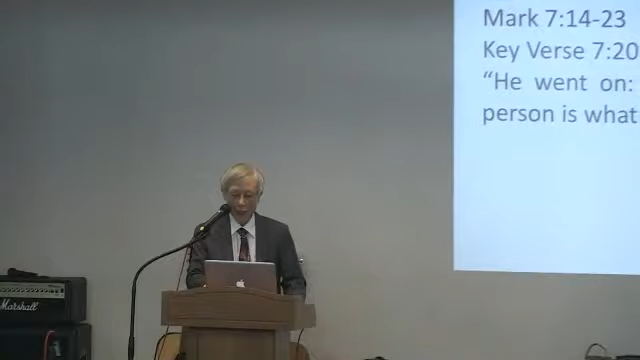 Mark 7:14-23
Key Verse 7:20
“He went on:
person is what
Marshall